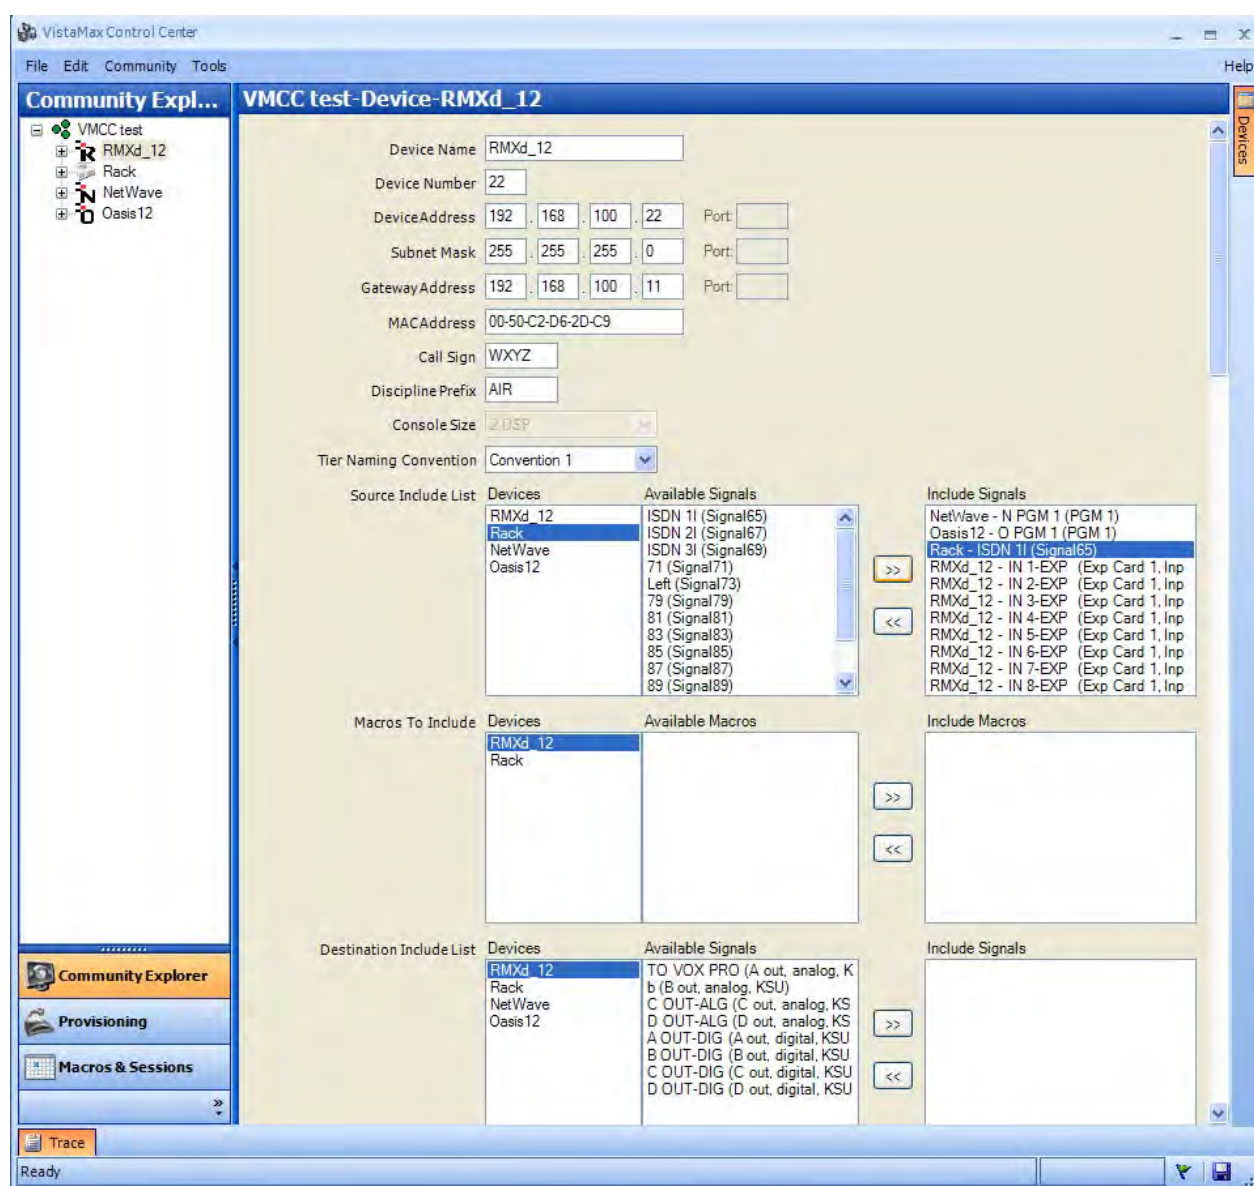 VistaMax Control Center
File Edit Community Tools Help
Community Expl...
VMCC test
RMXd_12
Rack
NetWave
Oasis12
VMCC test-Device-RMXd_12
Devices
Device Name RMXd_12
Device Number 22
DeviceAddress 192 . 168 . 100 . 22 Port:
Subnet Mask 255 . 255 . 255 . 0 Port:
GatewayAddress 192 . 168 . 100 . 11 Port:
MACAddress 00-50-C2-D6-2D-C9
Call Sign WXYZ
Discipline Prefix AIR
Console Size 2 DSP
Tier Naming Convention Convention 1
Source Include List Devices Available Signals Include Signals
RMXd_12 ISDN 1I (Signal65) NetWave - N PGM 1 (PGM 1)
Rack ISDN 2I (Signal67) Oasis12 - O PGM 1 (PGM 1)
NetWave ISDN 3I (Signal69) Rack - ISDN 1I (Signal65)
Oasis12 71 (Signal71) >> RMXd_12 - IN 1-EXP (Exp Card 1, Inp
Left (Signal73) RMXd_12 - IN 2-EXP (Exp Card 1, Inp
79 (Signal79) RMXd_12 - IN 3-EXP (Exp Card 1, Inp
81 (Signal81) << RMXd_12 - IN 4-EXP (Exp Card 1, Inp
83 (Signal83) RMXd_12 - IN 5-EXP (Exp Card 1, Inp
85 (Signal85) RMXd_12 - IN 6-EXP (Exp Card 1, Inp
87 (Signal87) RMXd_12 - IN 7-EXP (Exp Card 1, Inp
89 (Signal89) RMXd_12 - IN 8-EXP (Exp Card 1, Inp
Macros To Include Devices Available Macros Include Macros
RMXd_12
Rack
>>
<<
Destination Include List Devices Available Signals Include Signals
RMXd_12 TO VOX PRO (A out, analog, K
Rack b (B out, analog, KSU)
NetWave C OUT-ALG (C out, analog, KS
Oasis12 D OUT-ALG (D out, analog, KS >>
A OUT-DIG (A out, digital, KSU
B OUT-DIG (B out, digital, KSU
C OUT-DIG (C out, digital, KSU <<
D OUT-DIG (D out, digital, KSU
Community Explorer
Provisioning
Macros & Sessions
Trace
Ready